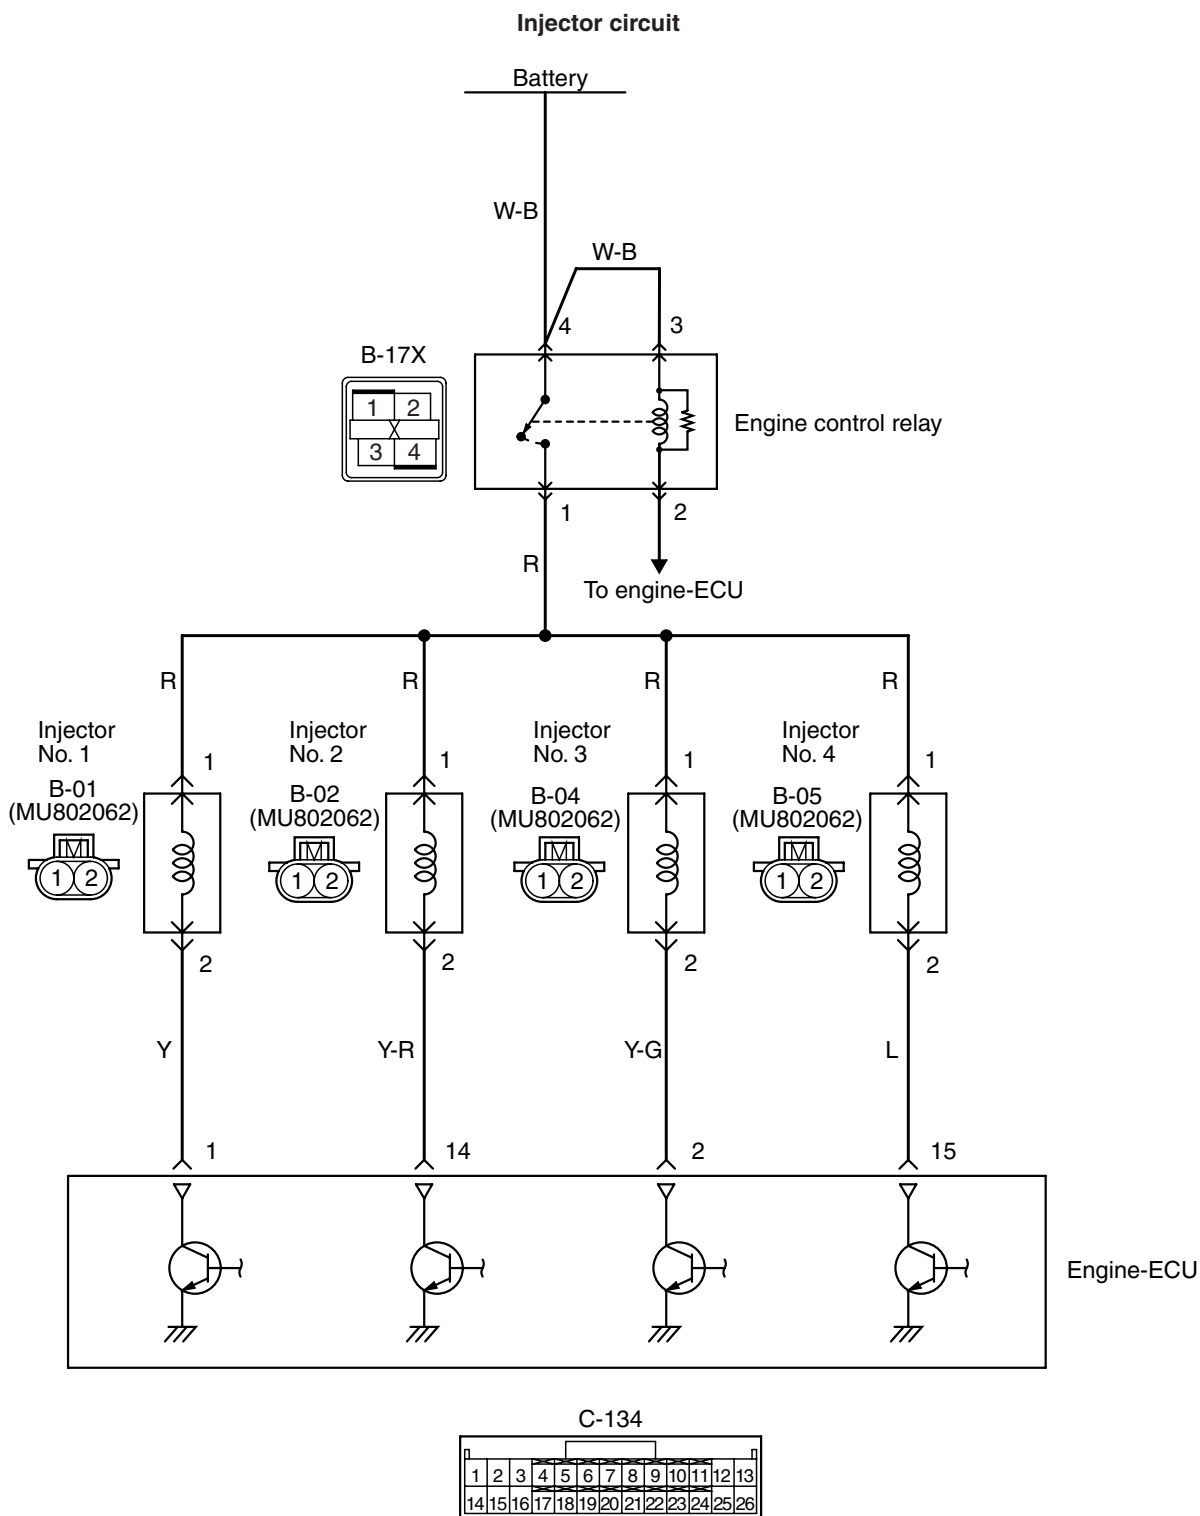 Injector circuit
Battery
W-B
W-B
4 3
B-17X
1 2
3 4
Engine control relay
1 2
R
To engine-ECU
R R R R
Injector No. 1
B-01
(MU802062)
1 2
1
2
Injector No. 2
B-02
(MU802062)
1 2
1
2
Injector No. 3
B-04
(MU802062)
1 2
1
2
Injector No. 4
B-05
(MU802062)
1 2
1
2
Y Y-R Y-G L
1 14 2 15
Engine-ECU
C-134
1 2 3 4 5 6 7 8 9 10 11 12 13
14 15 16 17 18 19 20 21 22 23 24 25 26